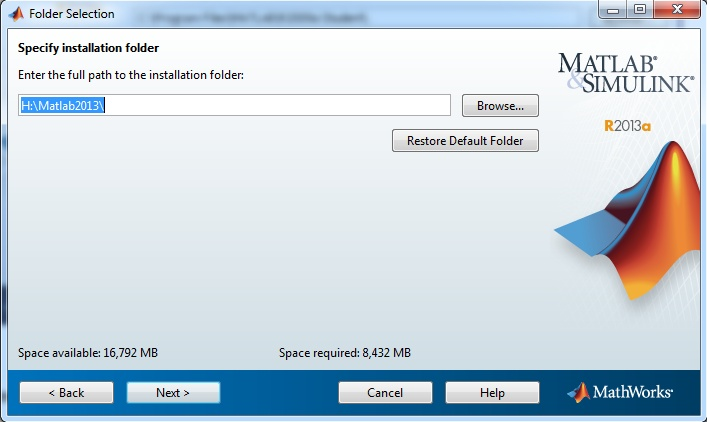 Folder Selection
Specify installation folder
Enter the full path to the installation folder:
H:\Matlab2013\
Browse...
Restore Default Folder
MATLAB®
&SIMULINK®
R2013a
Space available: 16,792 MB
Space required: 8,432 MB
< Back
Next >
Cancel
Help
MathWorks®